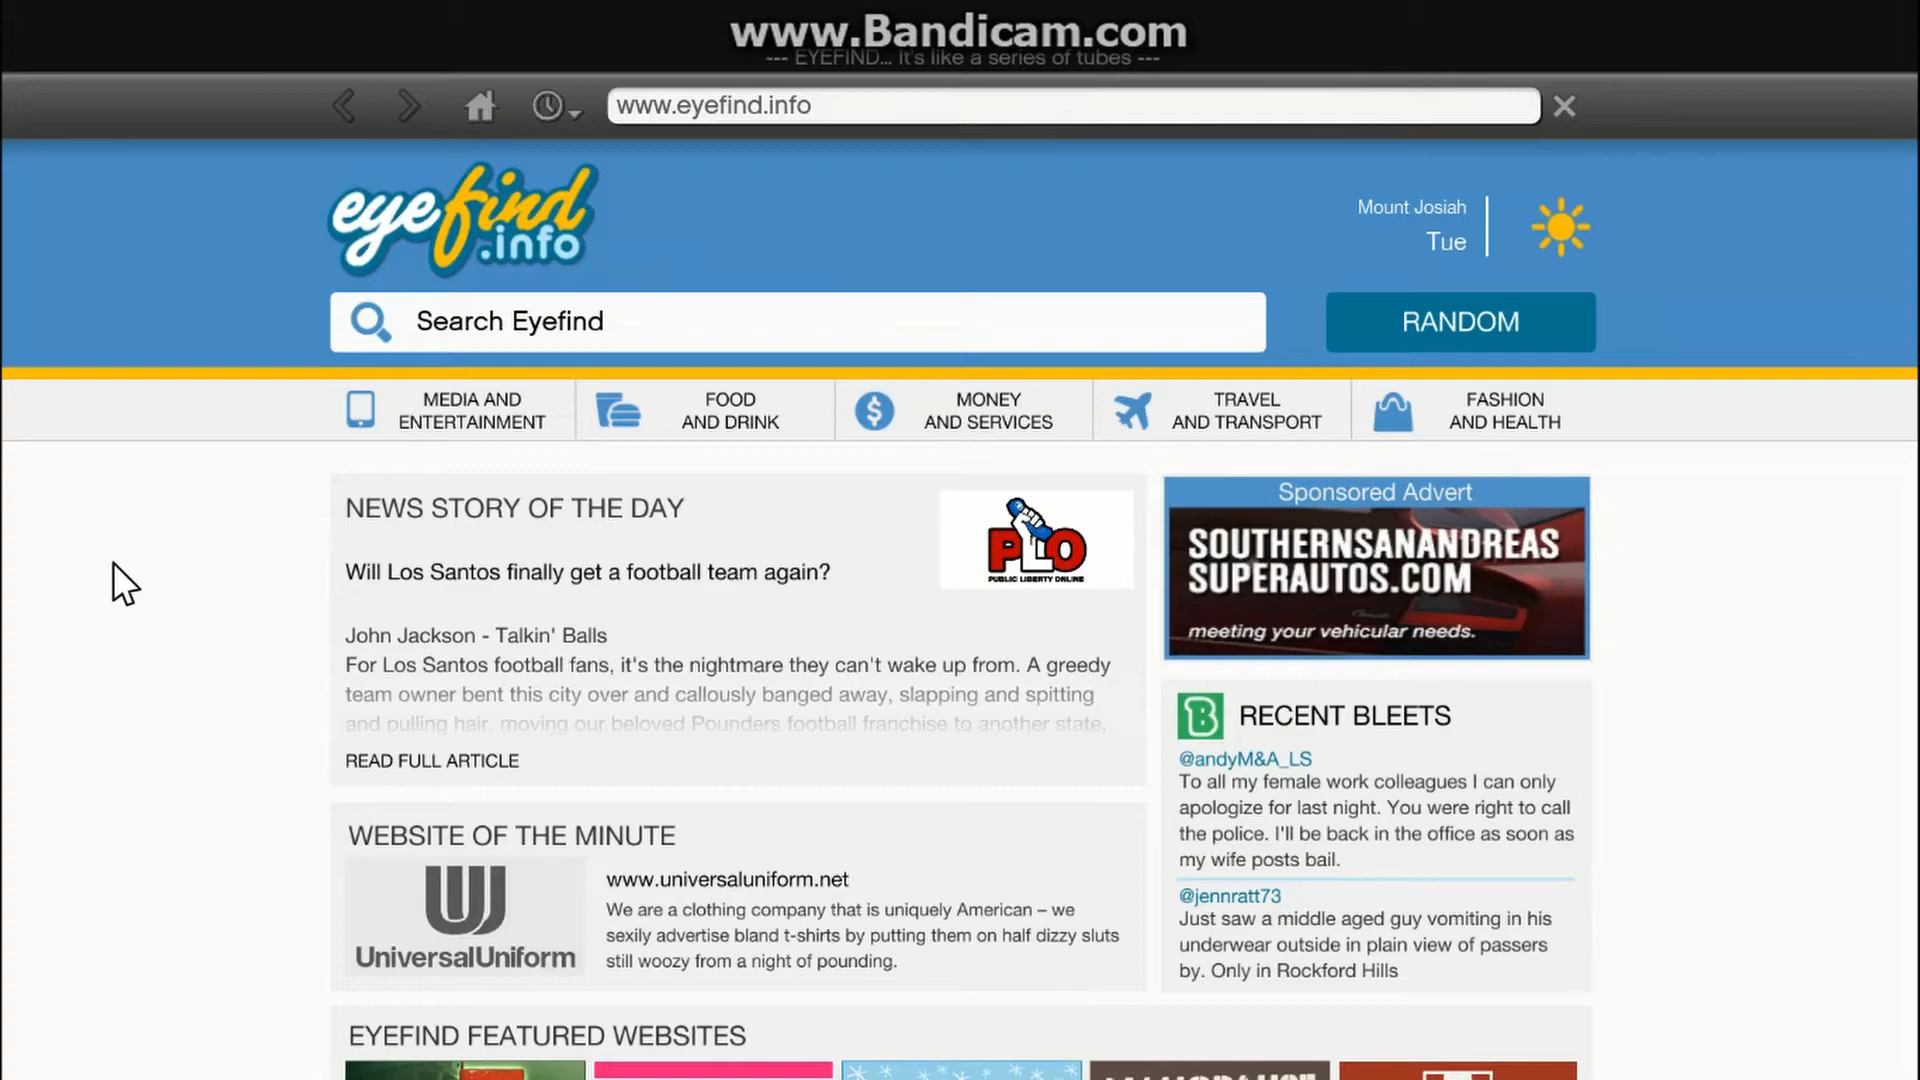 www.Bandicam.com
--- EYEFIND... It's like a series of tubes ---
www.eyefind.info
eyefind
.info
Mount Josiah
Tue
Search Eyefind
RANDOM
MEDIA AND
ENTERTAINMENT
FOOD
AND DRINK
MONEY
AND SERVICES
TRAVEL
AND TRANSPORT
FASHION
AND HEALTH
NEWS STORY OF THE DAY
PLO
PUBLIC LIBERTY ONLINE
Will Los Santos finally get a football team again?
John Jackson - Talkin' Balls
For Los Santos football fans, it's the nightmare they can't wake up from. A greedy
team owner bent this city over and callously banged away, slapping and spitting
and pulling hair, moving our beloved Pounders football franchise to another state,
READ FULL ARTICLE
Sponsored Advert
SOUTHERNSANANDREAS
SUPERAUTOS.COM
meeting your vehicular needs.
RECENT BLEETS
@andyM&A_LS
To all my female work colleagues I can only
apologize for last night. You were right to call
the police. I'll be back in the office as soon as
my wife posts bail.
@jennratt73
Just saw a middle aged guy vomiting in his
underwear outside in plain view of passers
by. Only in Rockford Hills
WEBSITE OF THE MINUTE
UniversalUniform
www.universaluniform.net
We are a clothing company that is uniquely American – we
sexily advertise bland t-shirts by putting them on half dizzy sluts
still woozy from a night of pounding.
EYEFIND FEATURED WEBSITES